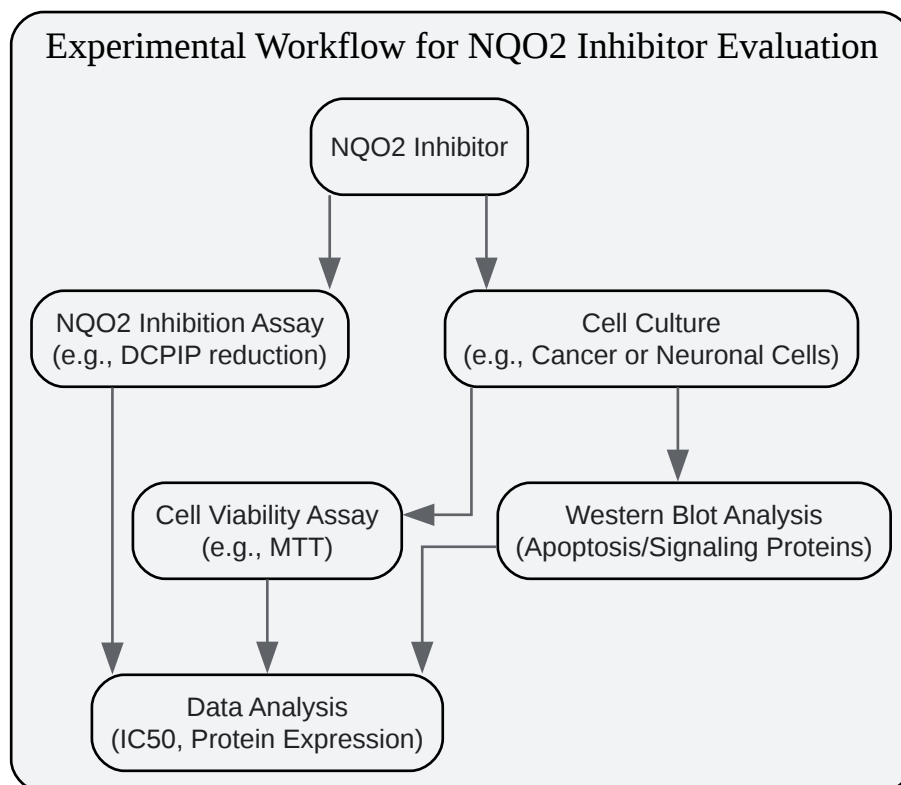 Experimental Workflow for NQO2 Inhibitor Evaluation
NQO2 Inhibitor
NQO2 Inhibition Assay
(e.g., DCPIP reduction)
Cell Culture
(e.g., Cancer or Neuronal Cells)
Cell Viability Assay
(e.g., MTT)
Western Blot Analysis
(Apoptosis/Signaling Proteins)
Data Analysis
(IC50, Protein Expression)